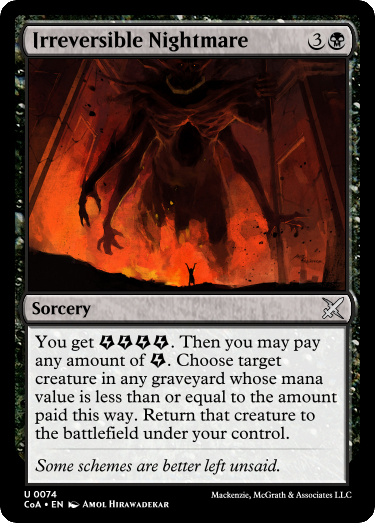 Irreversible Nightmare 3
Sorcery
You get. Then you may pay
any amount of. Choose target
creature in any graveyard whose mana
value is less than or equal to the amount
paid this way. Return that creature to
the battlefield under your control.
Some schemes are better left unsaid.
U 0074
CoA • EN Amol Hirawadekar
Mackenzie, McGrath & Associates LLC